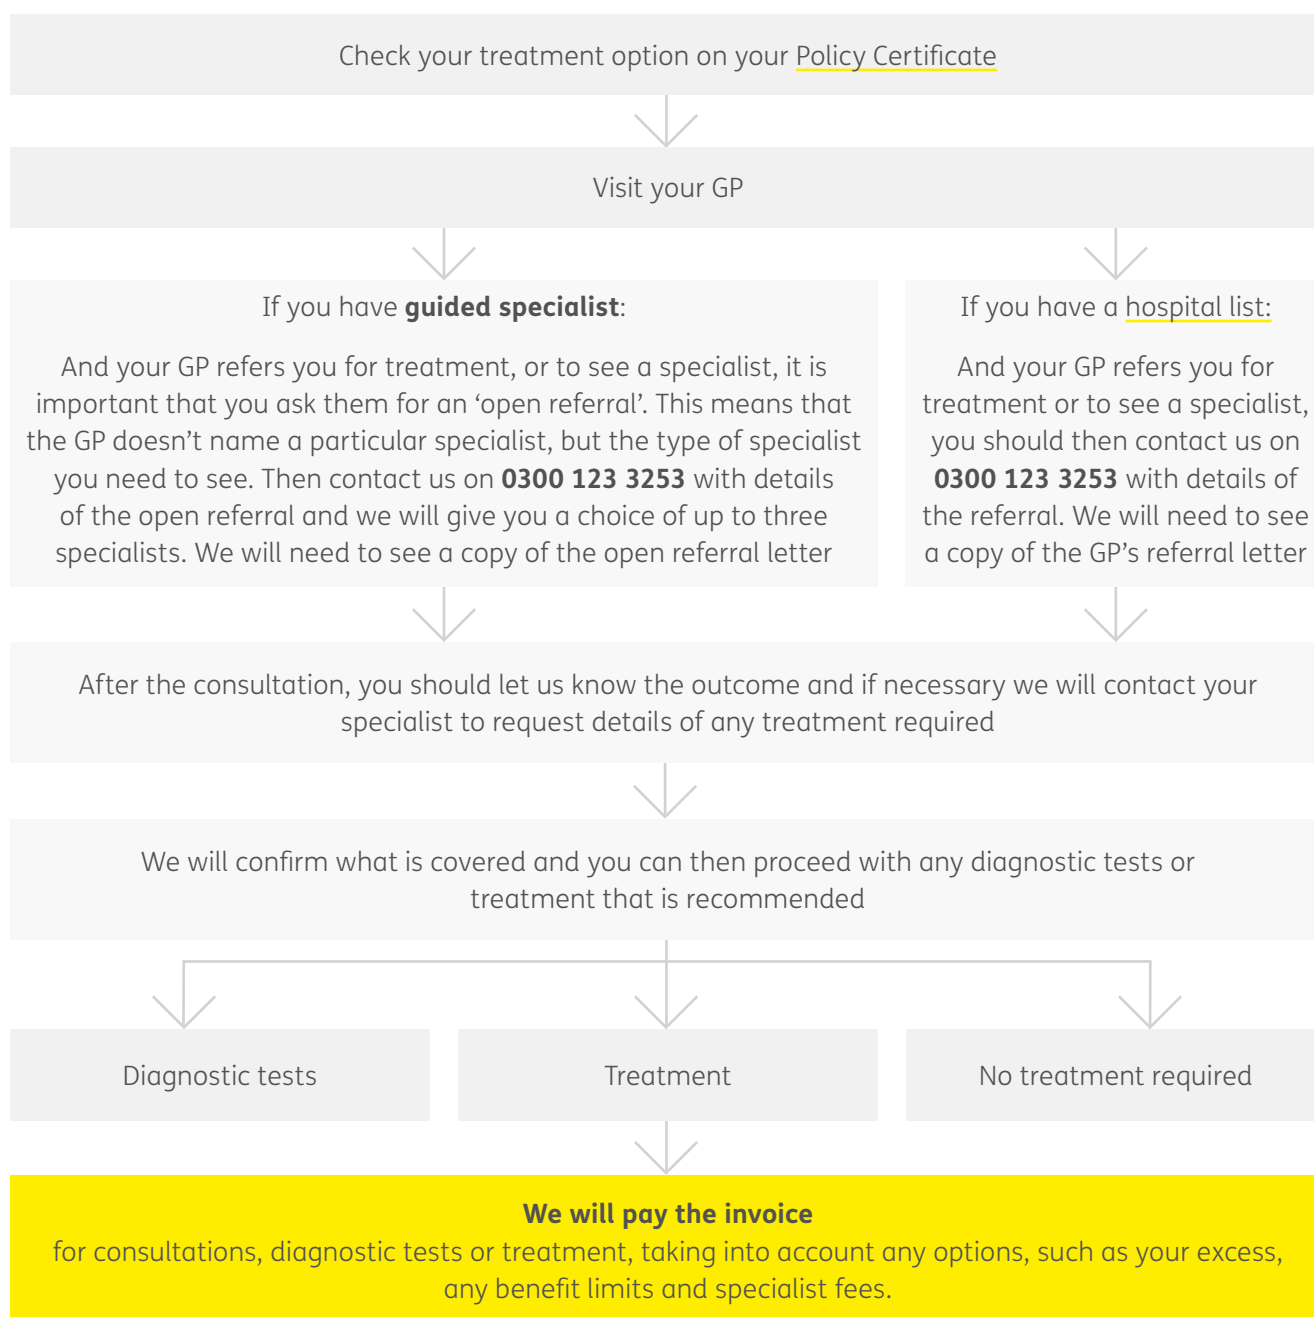 Check your treatment option on your Policy Certificate
Visit your GP
If you have guided specialist:
And your GP refers you for treatment, or to see a specialist, it is
important that you ask them for an ‘open referral’. This means that
the GP doesn’t name a particular specialist, but the type of specialist
you need to see. Then contact us on 0300 123 3253 with details
of the open referral and we will give you a choice of up to three
specialists. We will need to see a copy of the open referral letter
If you have a hospital list:
And your GP refers you for
treatment or to see a specialist,
you should then contact us on
0300 123 3253 with details of
the referral. We will need to see
a copy of the GP’s referral letter
After the consultation, you should let us know the outcome and if necessary we will contact your
specialist to request details of any treatment required
We will confirm what is covered and you can then proceed with any diagnostic tests or
treatment that is recommended
Diagnostic tests
Treatment
No treatment required
We will pay the invoice
for consultations, diagnostic tests or treatment, taking into account any options, such as your excess,
any benefit limits and specialist fees.